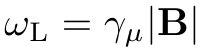 ω_L = γ_μ|𝐁|